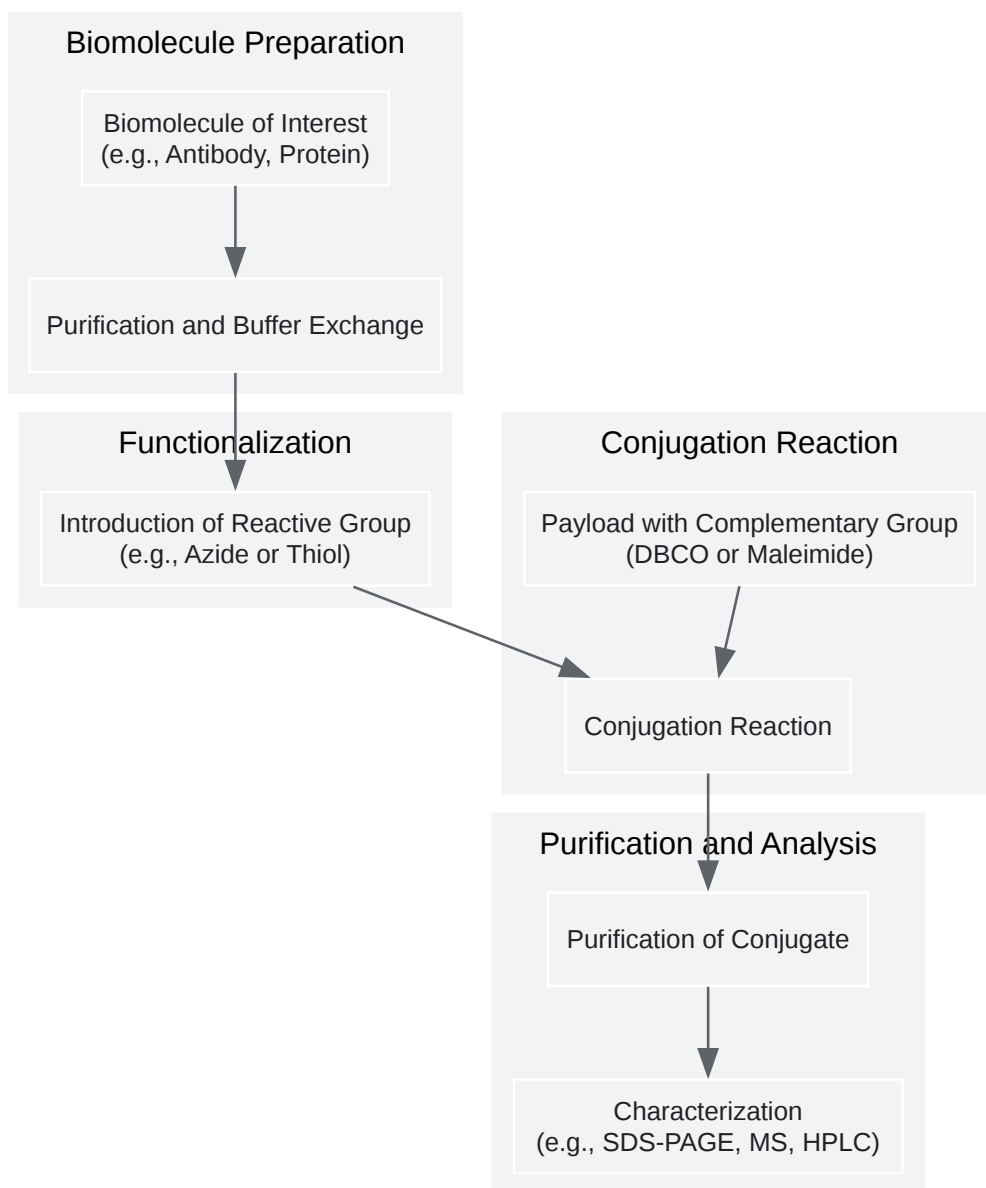 Biomolecule Preparation
Biomolecule of Interest
(e.g., Antibody, Protein)
Purification and Buffer Exchange
Functionalization
Introduction of Reactive Group
(e.g., Azide or Thiol)
Conjugation Reaction
Payload with Complementary Group
(DBCO or Maleimide)
Conjugation Reaction
Purification and Analysis
Purification of Conjugate
Characterization
(e.g., SDS-PAGE, MS, HPLC)